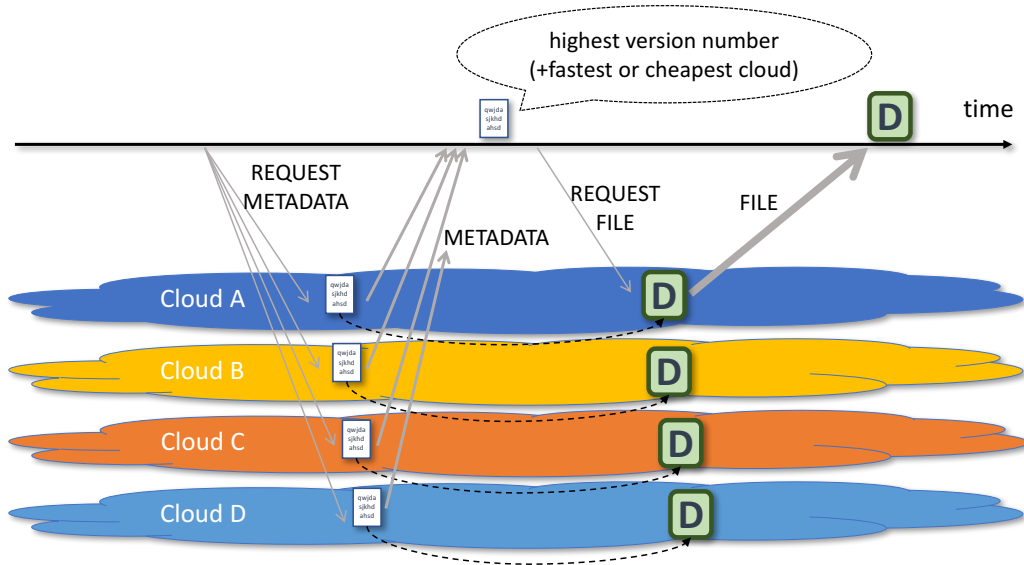 highest version number
(+fastest or cheapest cloud)
qwjda
sjkhd
ahsd
D
time
REQUEST
METADATA
REQUEST
FILE
FILE
METADATA
Cloud A
qwjda
sjkhd
ahsd
D
Cloud B
qwjda
sjkhd
ahsd
D
Cloud C
qwjda
sjkhd
ahsd
D
Cloud D
qwjda
sjkhd
ahsd
D